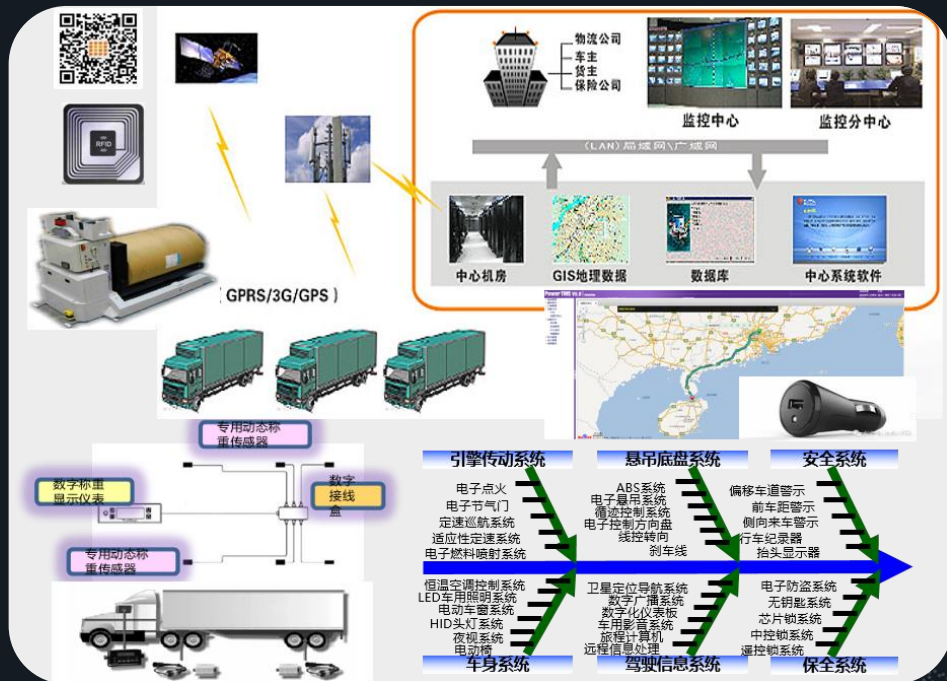 物流公司
车主
货主
保险公司
监控中心
监控分中心
RFID
(LAN)局域网\广域网
中心机房
GIS地理数据
数据库
中心系统软件
(GPRS/3G/GPS)
专用动态称
重传感器
数字称重
显示仪表
数字
接线
盒
专用动态称
重传感器
引擎传动系统
悬吊底盘系统
安全系统
电子点火
电子节气门
定速巡航系统
适应性定速系统
电子燃料喷射系统
ABS系统
电子悬吊系统
循迹控制系统
电子控制方向盘
线控转向
刹车线
偏移车道警示
前车距警示
侧向来车警示
行车纪录器
抬头显示器
恒温空调控制系统
LED车用照明系统
电动车窗系统
HID头灯系统
夜视系统
电动椅
卫星定位导航系统
数字广播系统
数字化仪表板
车用影音系统
旅程计算机
远程信息处理
电子防盗系统
无钥匙系统
芯片锁系统
中控锁系统
遥控锁系统
车身系统
驾驶信息系统
保全系统